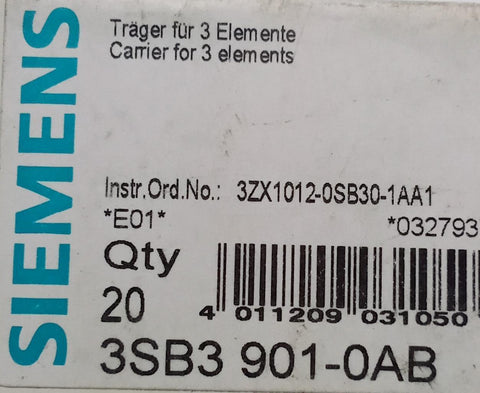 SIEMENS
Träger für 3 Elemente
Carrier for 3 elements
Instr.Ord.No.: 3ZX1012-0SB30-1AA1
*E01* *032793
Qty
20 4 011209 031050
3SB3 901-0AB